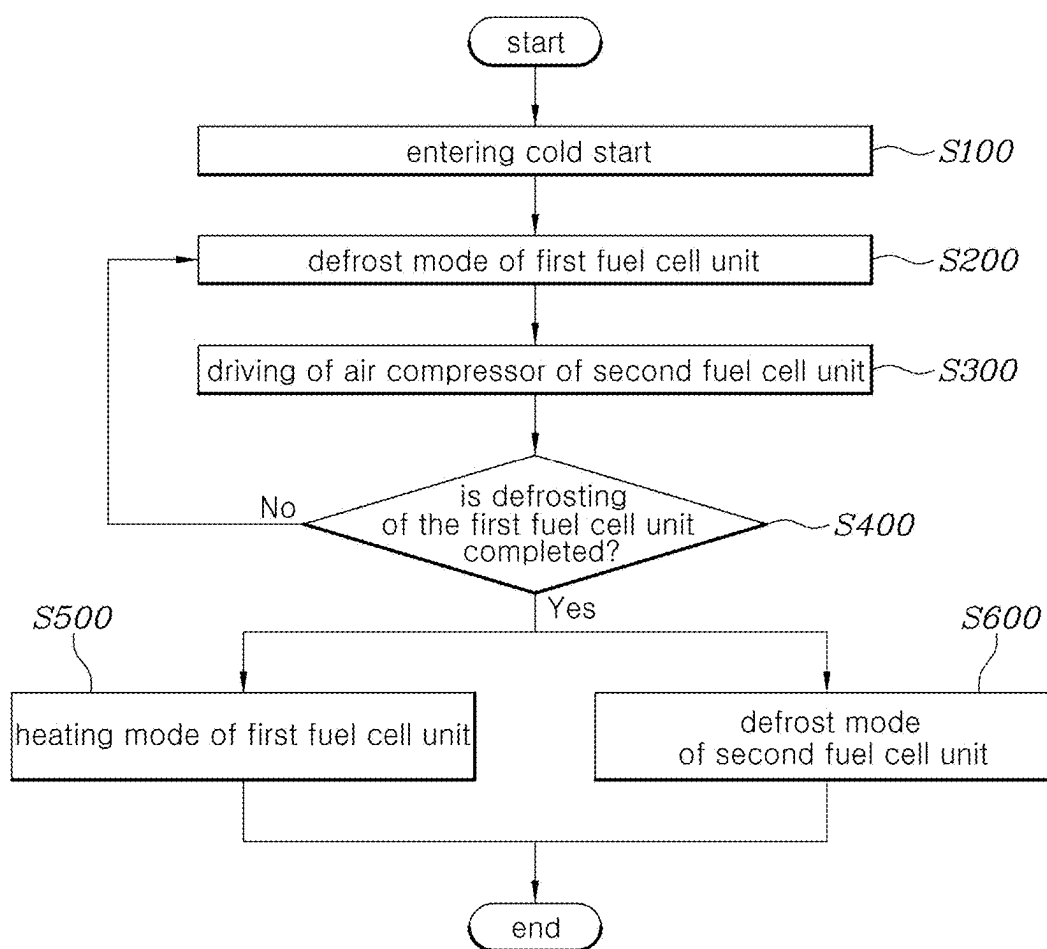 start
entering cold start
S100
defrost mode of first fuel cell unit
S200
driving of air compressor of second fuel cell unit
S300
is defrosting
of the first fuel cell unit
completed?
S400
No
Yes
S500
S600
heating mode of first fuel cell unit
defrost mode
of second fuel cell unit
end